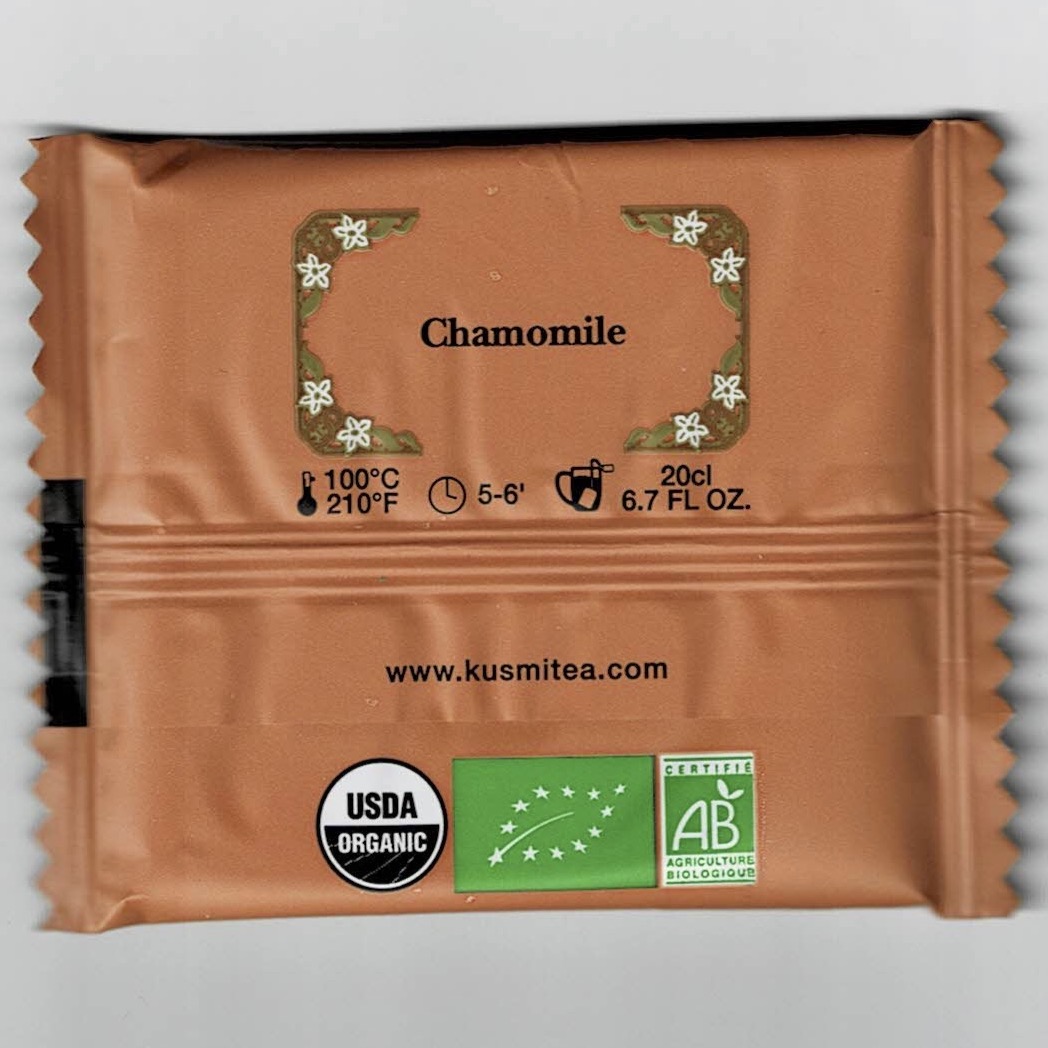 Chamomile
100°C
210°F
5-6'
20cl
6.7 FL OZ.
www.kusmitea.com
USDA
ORGANIC
CERTIFIÉ
AB
AGRICULTURE
BIOLOGIQUE